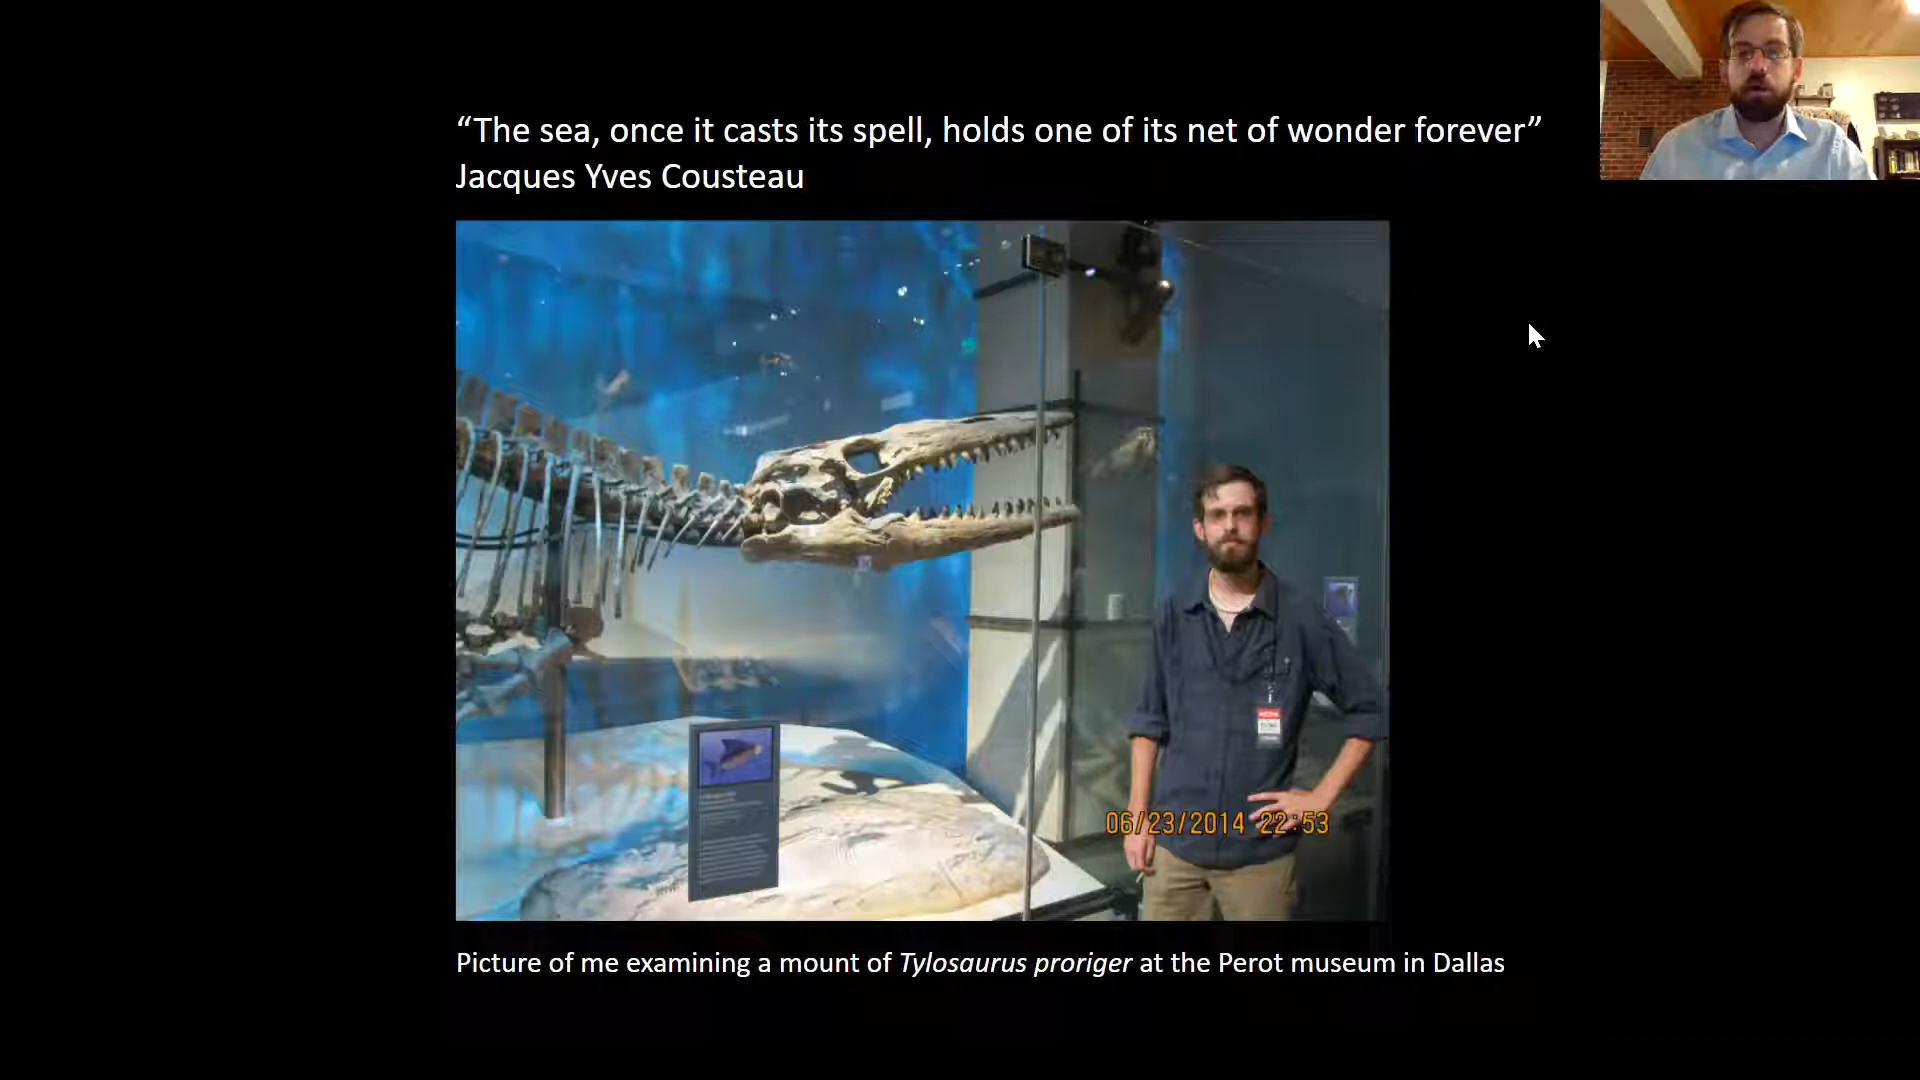 “The sea, once it casts its spell, holds one of its net of wonder forever”
Jacques Yves Cousteau
06/23/2014 22:53
Picture of me examining a mount of Tylosaurus proriger at the Perot museum in Dallas